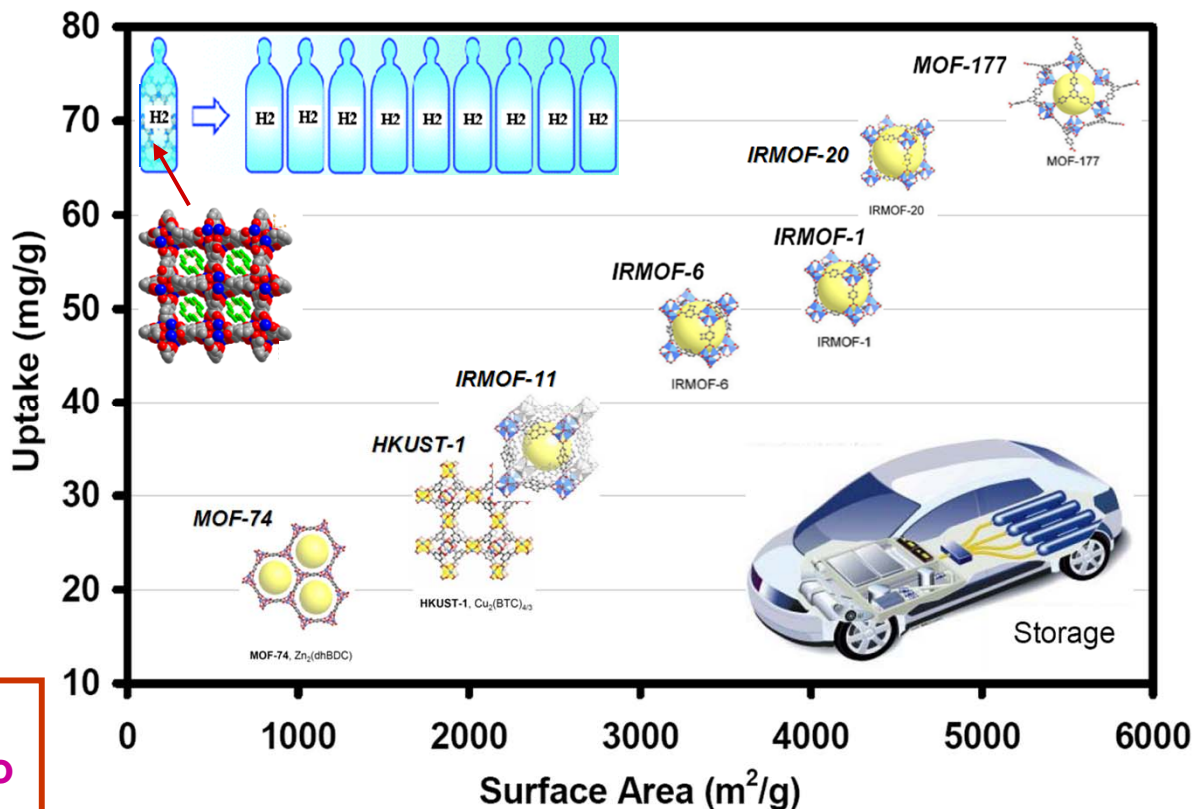 80
70
60
50
40
30
20
10
Uptake (mg/g)
H2
H2 H2 H2 H2 H2 H2 H2 H2 H2
MOF-177
MOF-177
IRMOF-20
IRMOF-20
IRMOF-1
IRMOF-1
IRMOF-6
IRMOF-6
IRMOF-11
HKUST-1
HKUST-1, Cu₂(BTC)₄/₃
MOF-74
MOF-74, Zn₂(dhBDC)
Storage
0 1000 2000 3000 4000 5000 6000
Surface Area (m²/g)